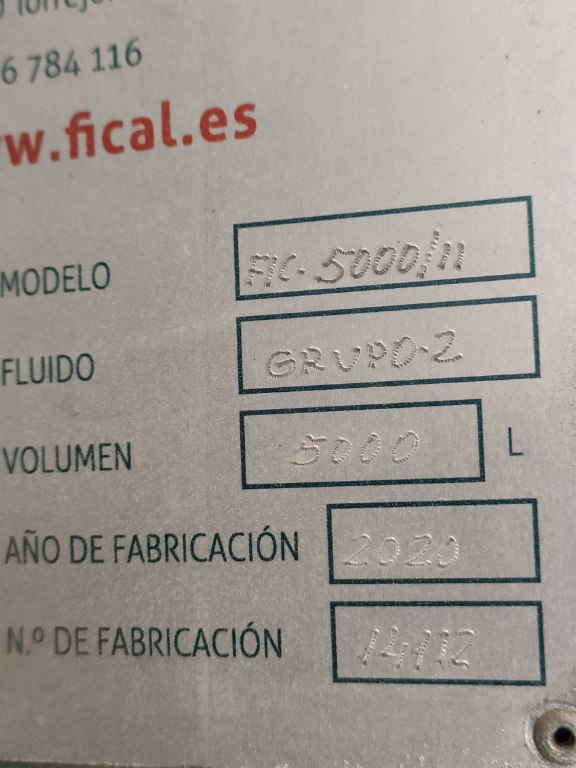 6 784 116
w.fical.es
MODELO FIC-5000/11
FLUIDO GRUPO-2
VOLUMEN 5000 L
AÑO DE FABRICACIÓN 2020
N.º DE FABRICACIÓN 14112